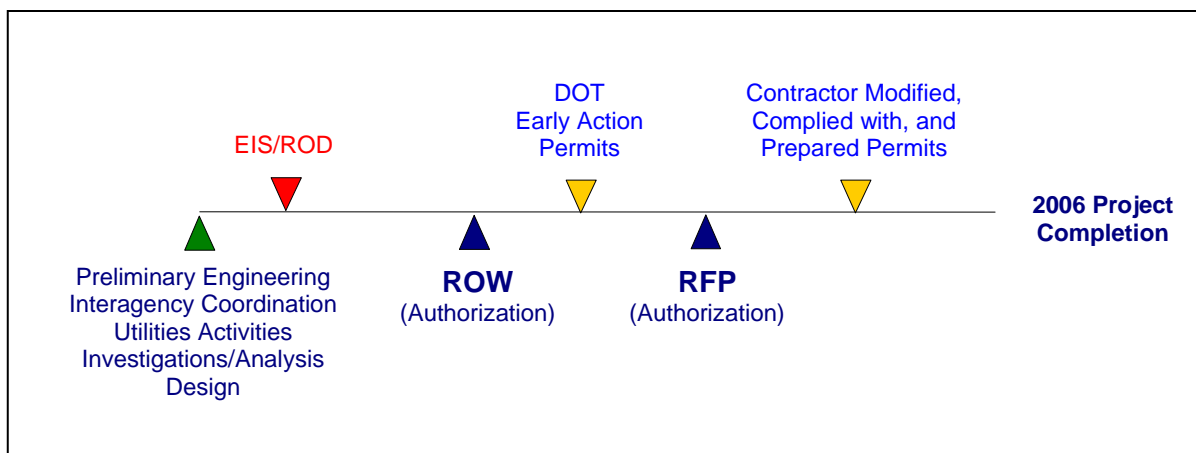 DOT
Early Action
Permits
Contractor Modified,
Complied with, and
Prepared Permits
EIS/ROD
2006 Project
Completion
Preliminary Engineering
Interagency Coordination
Utilities Activities
Investigations/Analysis
Design
ROW
(Authorization)
RFP
(Authorization)